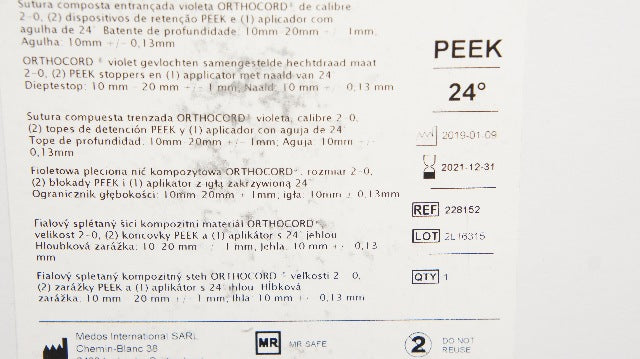 Sutura composta entrançada violeta ORTHOCORD® de calibre
2-0, (2) dispositivos de retenção PEEK e (1) aplicador com
agulha de 24° Batente de profundidade: 10mm 20mm +/- 1mm,
Agulha: 10mm +/- 0,13mm
ORTHOCORD® violet gevlochten samengestelde hechtdraad maat
2-0, (2) PEEK stoppers en (1) applicator met naald van 24°
Dieptestop: 10 mm - 20 mm +/- 1 mm, Naald: 10 mm +/- 0,13 mm
Sutura compuesta trenzada ORTHOCORD® violeta, calibre 2-0,
(2) topes de detención PEEK y (1) aplicador con aguja de 24°
Tope de profundidad: 10mm 20mm +/- 1mm; Aguja: 10mm +/-
0,13mm
Fioletowa pleciona nić kompozytowa ORTHOCORD®, rozmiar 2-0,
(2) blokady PEEK i (1) aplikator z igłą zakrzywioną 24°
Ogranicznik głębokości: 10mm 20mm + 1mm; igła: 10mm +/- 0,13mm
Fialový splétaný šicí kompozitní materiál ORTHOCORD®
velikost 2-0, (2) koncovky PEEK a (1) aplikátor s 24° jehlou
Hloubková zarážka: 10 20 mm +/- 1 mm, Jehla: 10 mm +/- 0,13
mm
Fialový spletaný kompozitný steh ORTHOCORD® veľkosti 2-0,
(2) zarážky PEEK a (1) aplikátor s 24° ihlou Hĺbková
zarážka: 10 mm 20 mm +/- 1 mm, Ihla: 10 mm +/- 0,13 mm
PEEK
24°
2019-01-09
2021-12-31
REF 228152
LOT 2L16315
QTY 1
Medos International SARL
Chemin-Blanc 38
MR MR SAFE
2 DO NOT
REUSE